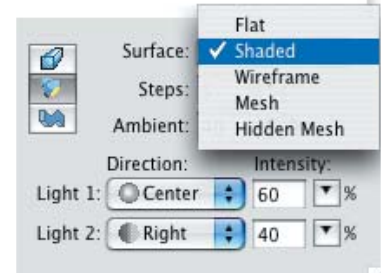 Flat
Surface: ✓ Shaded
Steps: Wireframe
Mesh
Ambient: Hidden Mesh
Direction: Intensity:
Light 1: Center 60 %
Light 2: Right 40 %